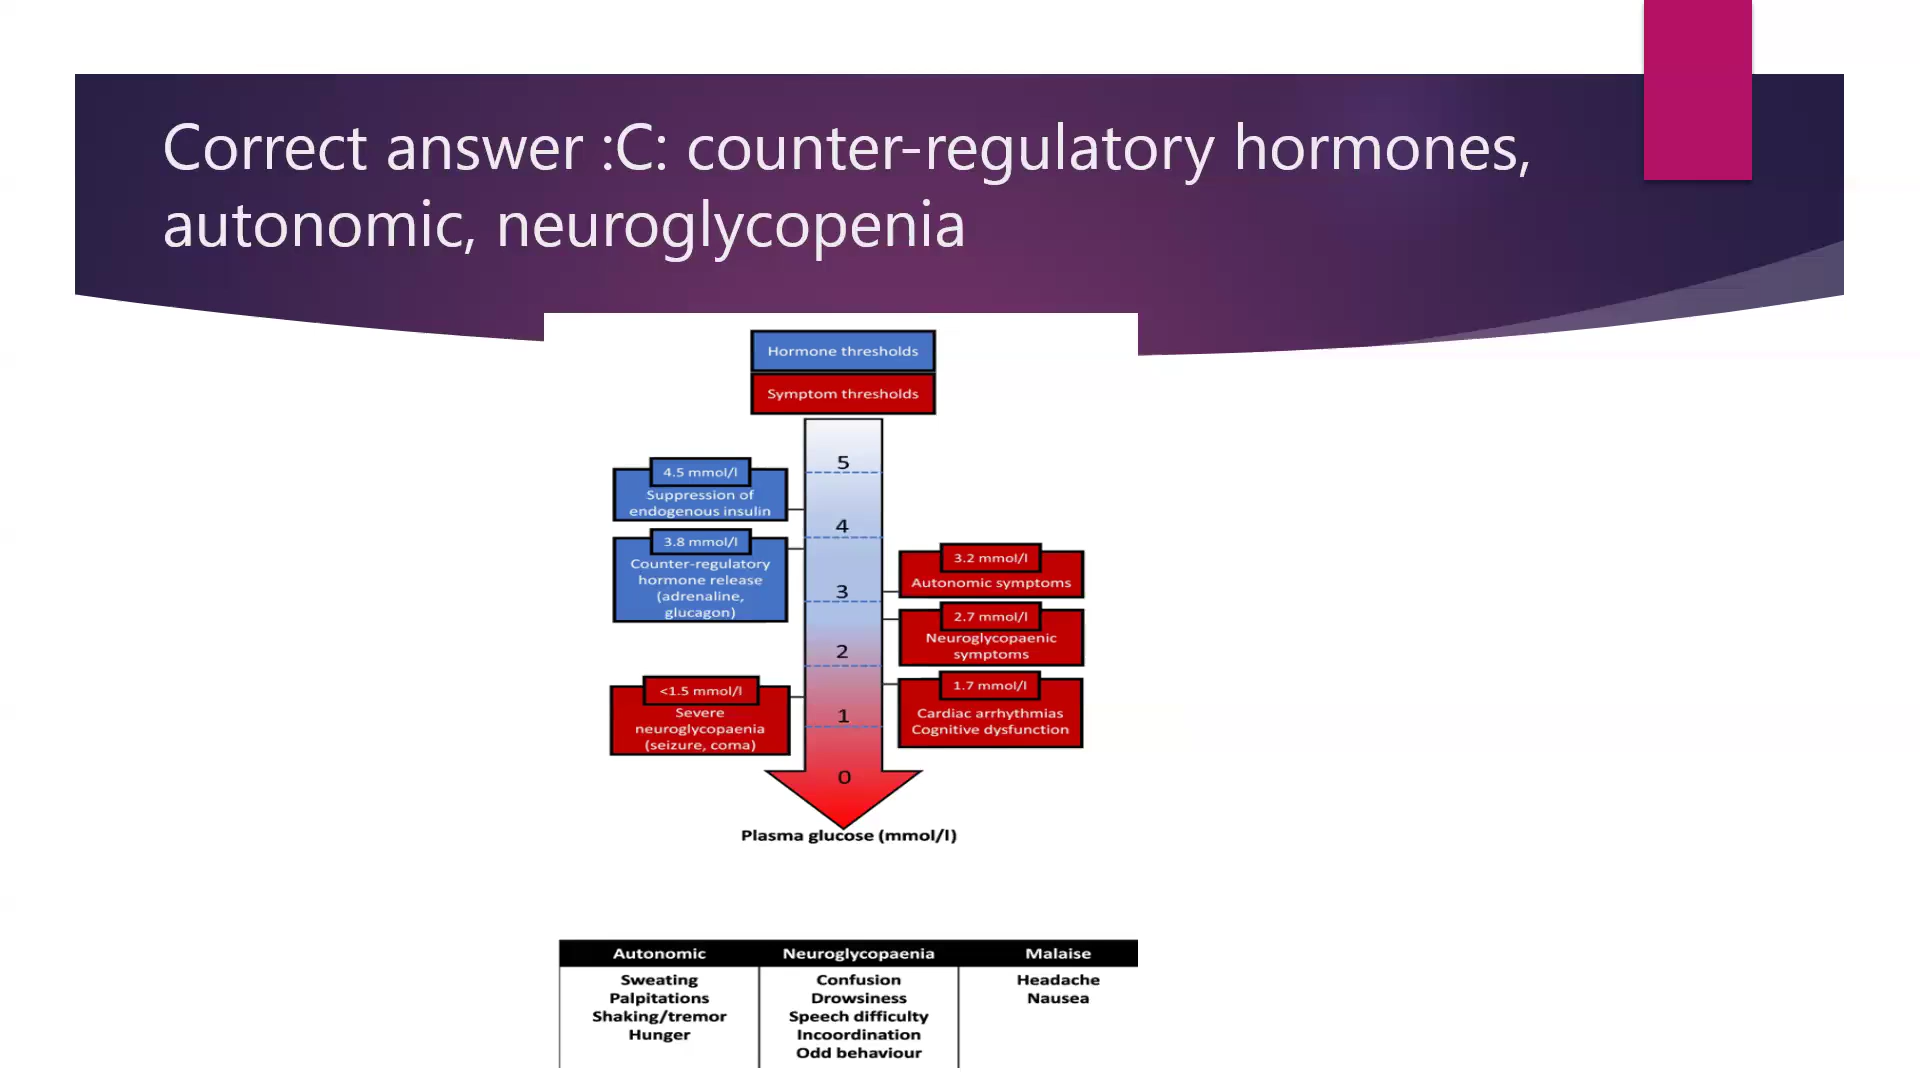 Correct answer :C: counter-regulatory hormones,
autonomic, neuroglycopenia
Hormone thresholds
Symptom thresholds
5
4
3
2
1
0
4.5 mmol/l
Suppression of
endogenous insulin
3.8 mmol/l
Counter-regulatory
hormone release
(adrenaline,
glucagon)
<1.5 mmol/l
Severe
neuroglycopaenia
(seizure, coma)
3.2 mmol/l
Autonomic symptoms
2.7 mmol/l
Neuroglycopaenic
symptoms
1.7 mmol/l
Cardiac arrhythmias
Cognitive dysfunction
Plasma glucose (mmol/l)
Autonomic Neuroglycopaenia Malaise
Sweating Confusion Headache
Palpitations Drowsiness Nausea
Shaking/tremor Speech difficulty
Hunger Incoordination
Odd behaviour